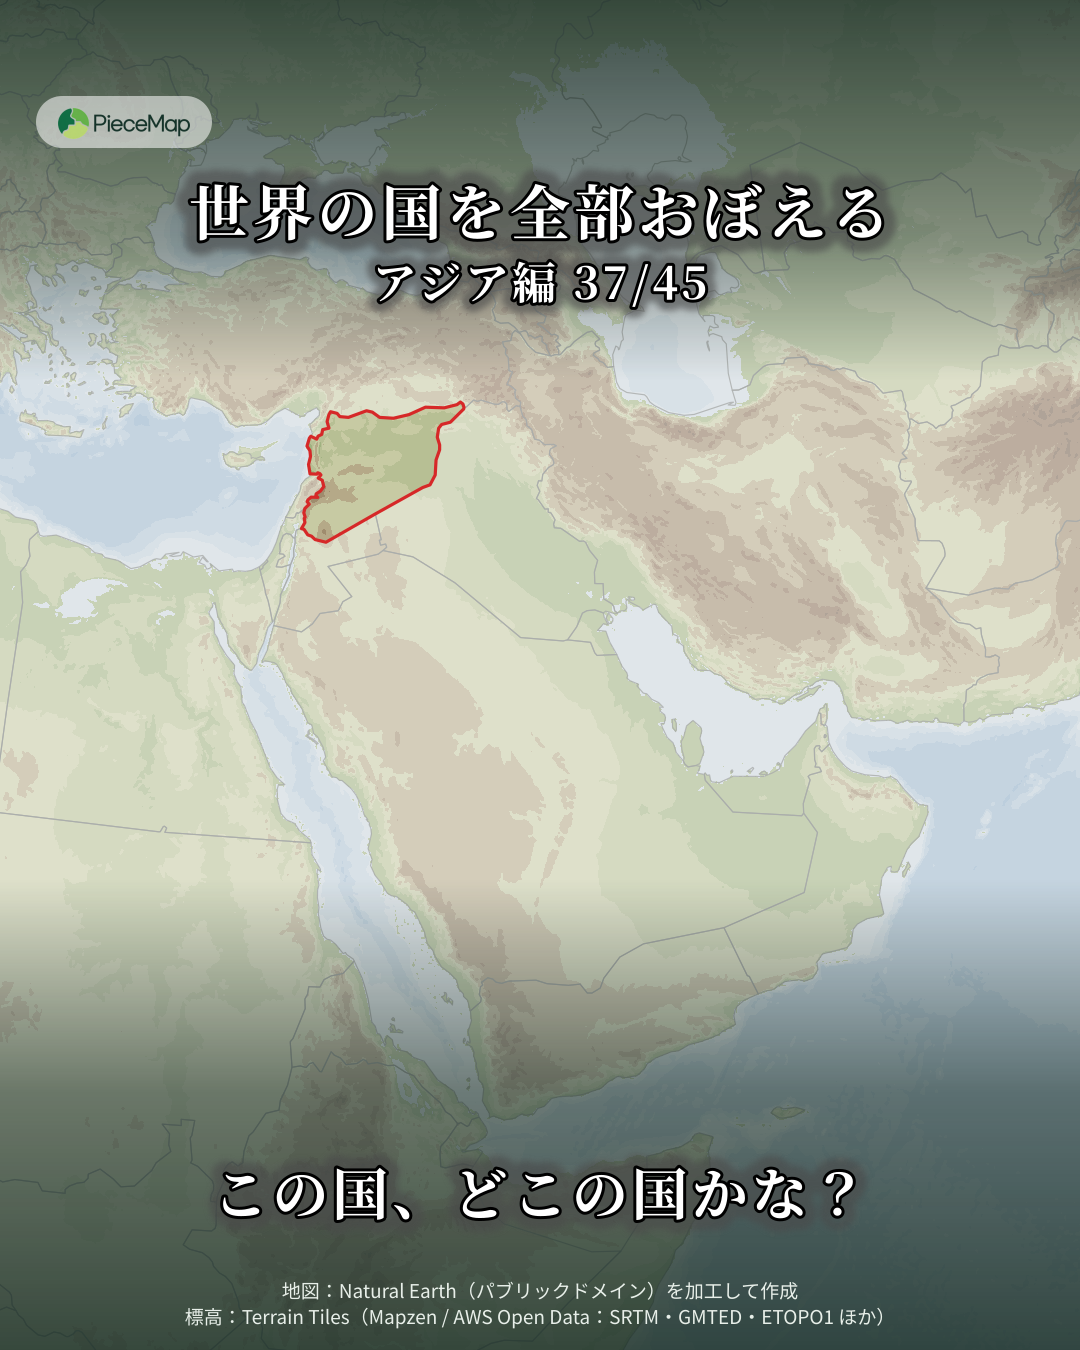 PieceMap
世界の国を全部おぼえる
アジア編 37/45
この国、どこの国かな？
地図：Natural Earth（パブリックドメイン）を加工して作成
標高：Terrain Tiles（Mapzen / AWS Open Data：SRTM・GMTED・ETOPO1 ほか）